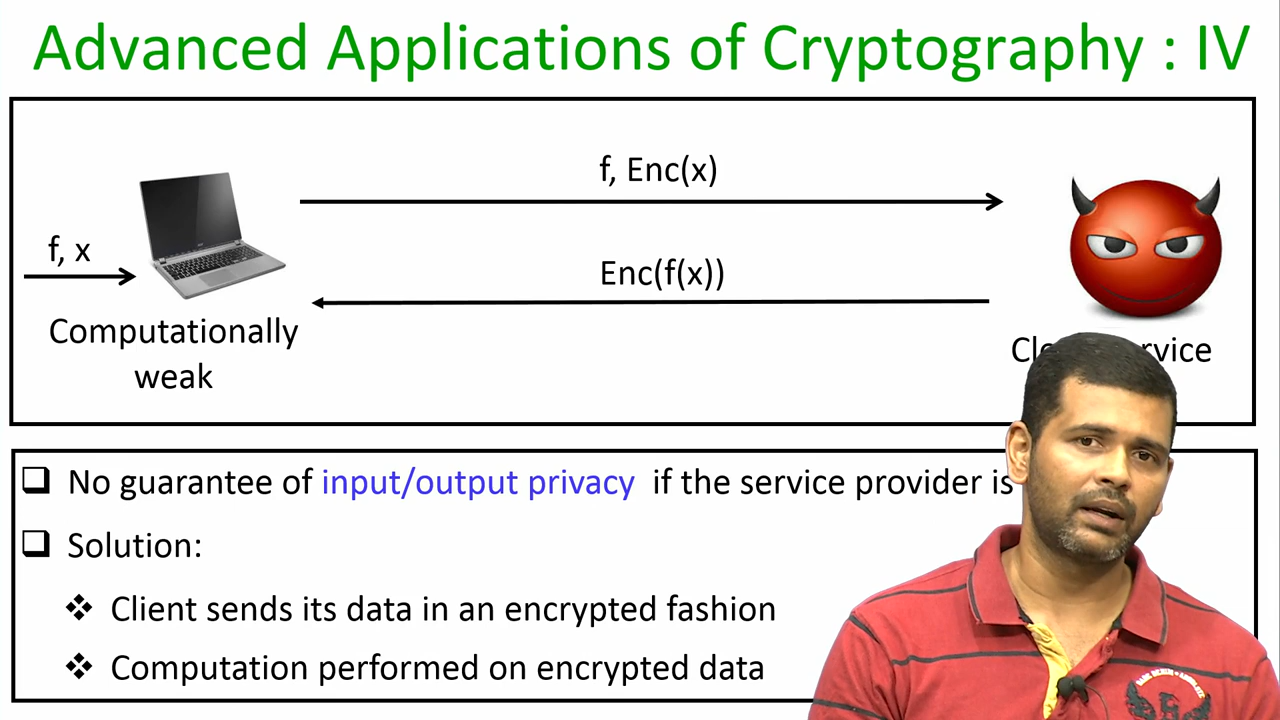 Advanced Applications of Cryptography : IV
f, Enc(x)
f, x
Enc(f(x))
Computationally
weak
❑ No guarantee of input/output privacy if the service provider is
❑ Solution:
❖ Client sends its data in an encrypted fashion
❖ Computation performed on encrypted data